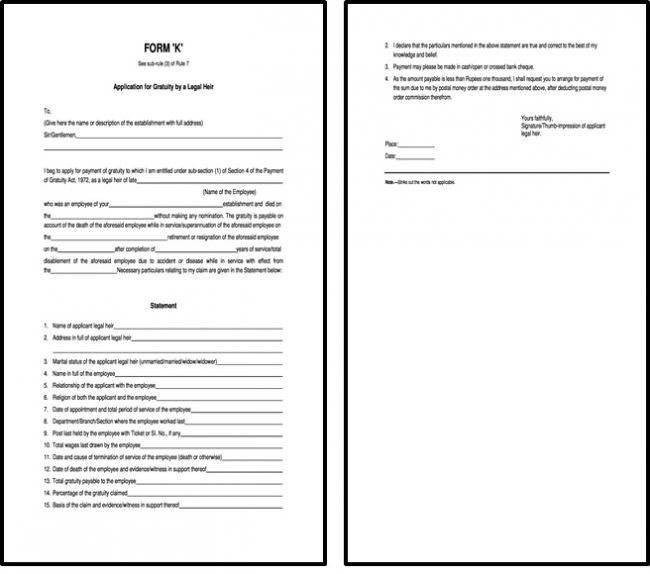 FORM 'K'
See sub-rule (3) of Rule 7
Application for Gratuity by a Legal Heir
To,
(Give here the name or description of the establishment with full address)
Sir/Gentlemen,
I beg to apply for payment of gratuity to which I am entitled under sub-section (1) of Section 4 of the Payment
of Gratuity Act, 1972, as a legal heir of late
(Name of the Employee)
who was an employee of your establishment and died on
the without making any nomination. The gratuity is payable on
account of the death of the aforesaid employee while in service/superannuation of the aforesaid employee on
the retirement or resignation of the aforesaid employee
on the after completion of years of service/total
disablement of the aforesaid employee due to accident or disease while in service with effect from
the Necessary particulars relating to my claim are given in the Statement below:
Statement
1. Name of applicant legal heir
2. Address in full of applicant legal heir
3. Marital status of the applicant legal heir (unmarried/married/widow/widower)
4. Name in full of the employee
5. Relationship of the applicant with the employee
6. Religion of both the applicant and the employee
7. Date of appointment and total period of service of the employee
8. Department/Branch/Section where the employee worked last
9. Post last held by the employee with Ticket or Sl. No., if any
10. Total wages last drawn by the employee
11. Date and cause of termination of service of the employee (death or otherwise)
12. Date of death of the employee and evidence/witness in support thereof
13. Total gratuity payable to the employee
14. Percentage of the gratuity claimed
15. Basis of the claim and evidence/witness in support thereof
2. I declare that the particulars mentioned in the above statement are true and correct to the best of my
knowledge and belief.
3. Payment may please be made in cash/open or crossed bank cheque.
4. As the amount payable is less than Rupees one thousand, I shall request you to arrange for payment of
the sum due to me by postal money order at the address mentioned above, after deducting postal money
order commission therefrom.
Yours faithfully,
Signature/Thumb-impression of applicant
legal heir.
Place:
Date:
Note.—Strike out the words not applicable.